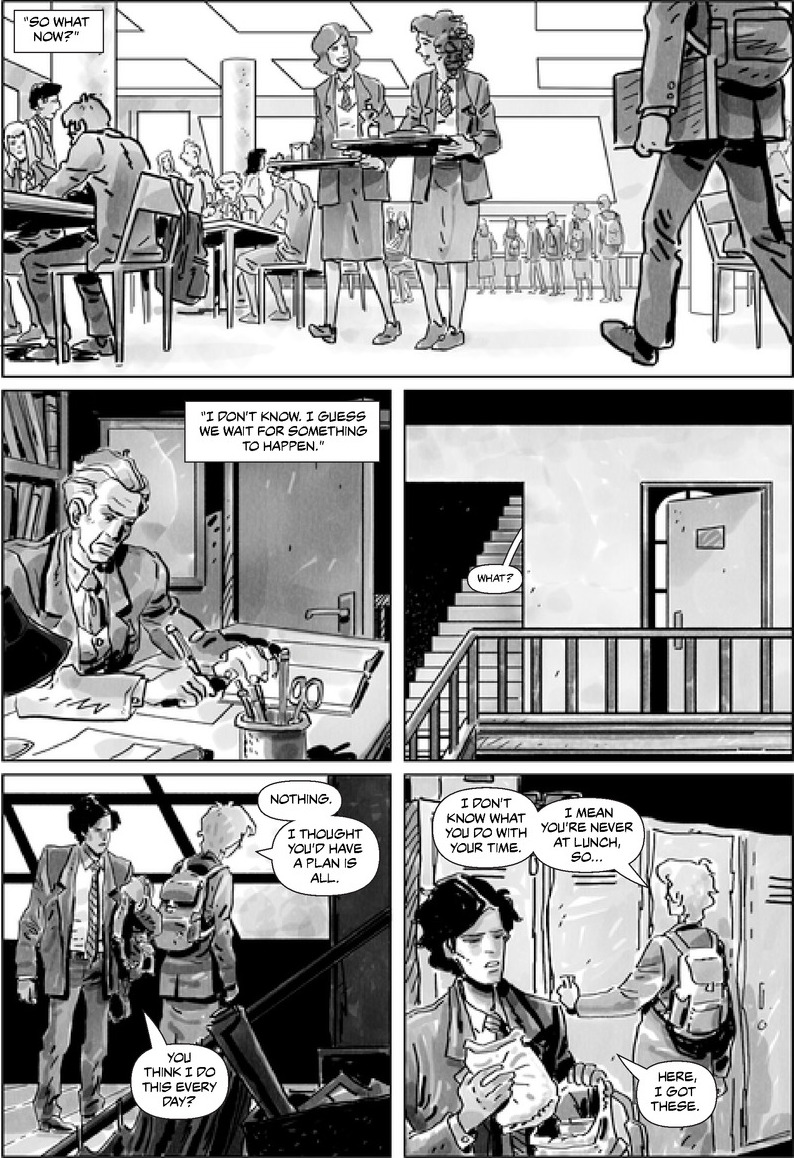 "SO WHAT
NOW?"
"I DON'T KNOW. I GUESS
WE WAIT FOR SOMETHING
TO HAPPEN."
WHAT?
NOTHING.
I THOUGHT
YOU'D HAVE
A PLAN IS
ALL.
YOU
THINK I DO
THIS EVERY
DAY?
I DON'T
KNOW WHAT
YOU DO WITH
YOUR TIME.
I MEAN
YOU'RE NEVER
AT LUNCH,
SO...
HERE,
I GOT
THESE.